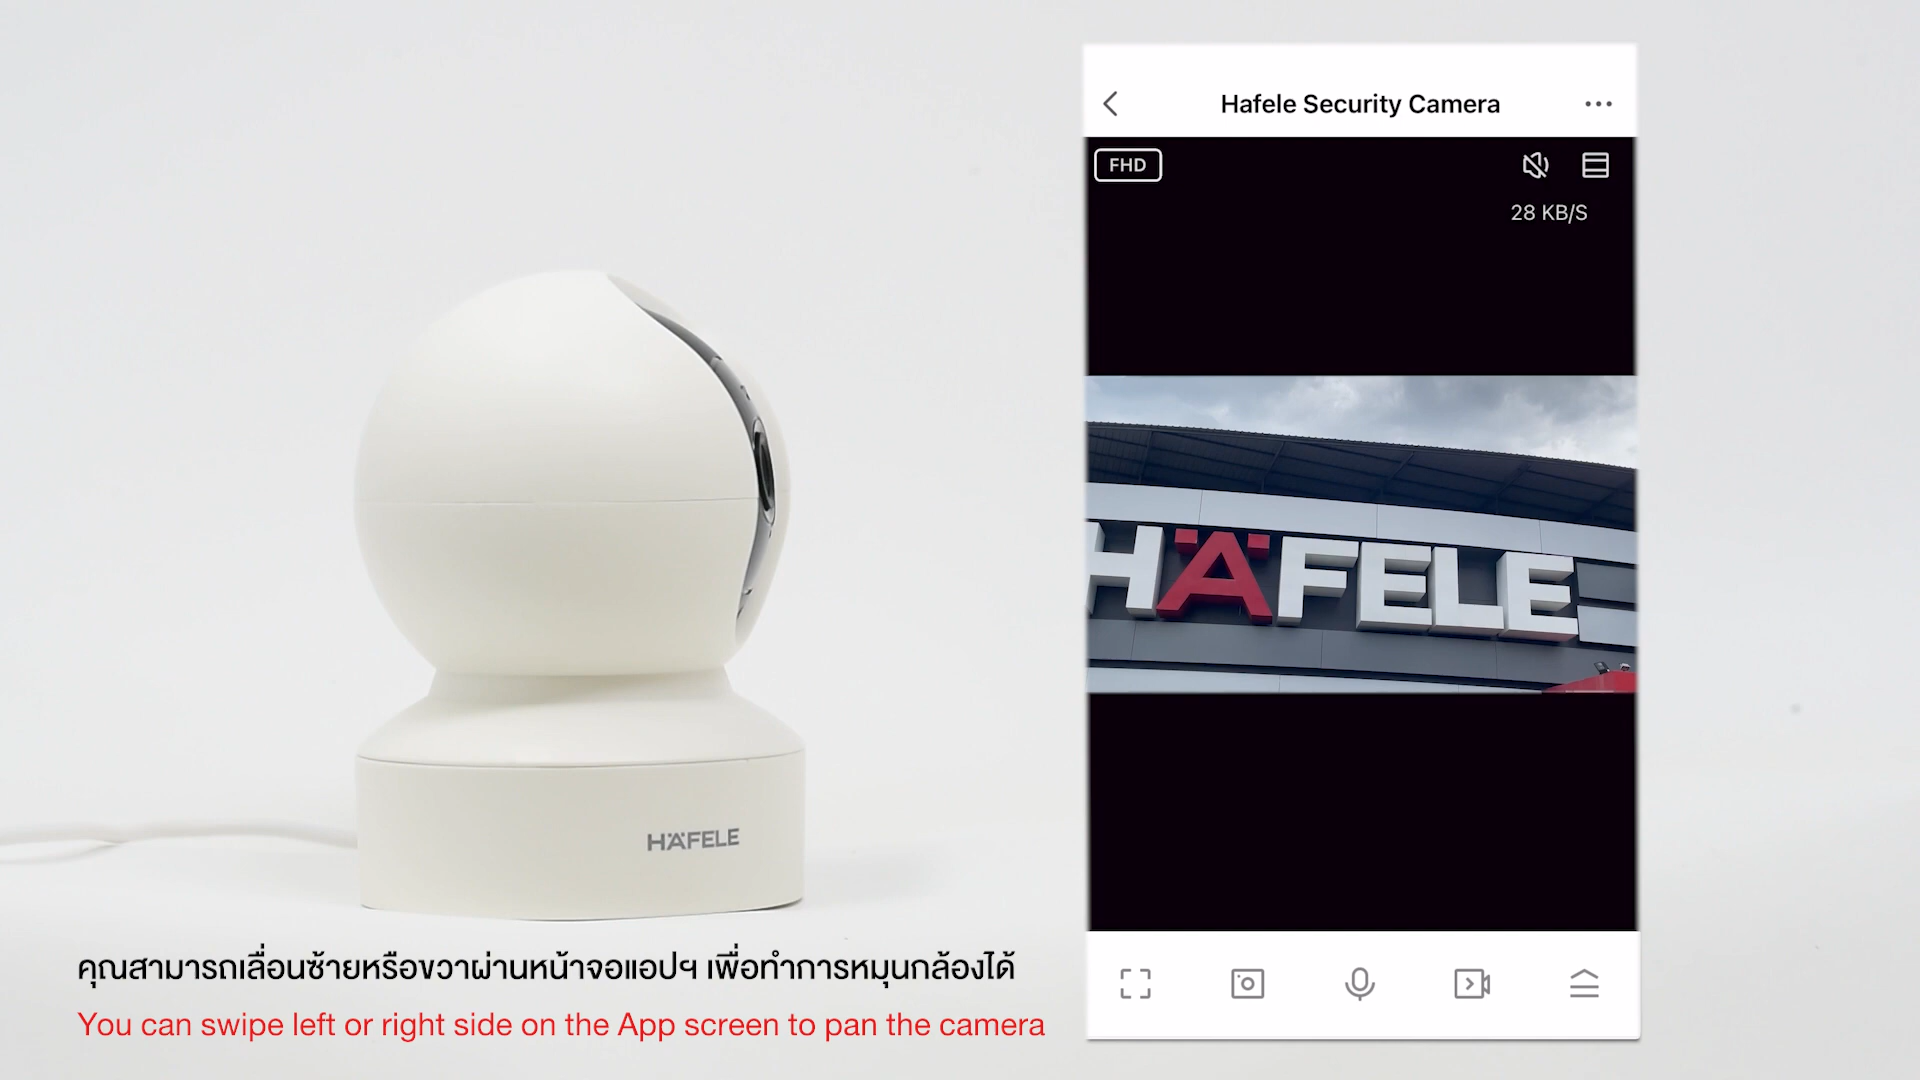 Hafele Security Camera
FHD
28 KB/S
HÄFELE
HÄFELE
คุณสามารถเลื่อนซ้ายหรือขวาผ่านหน้าจอแอปฯ เพื่อทำการหมุนกล้องได้
You can swipe left or right side on the App screen to pan the camera